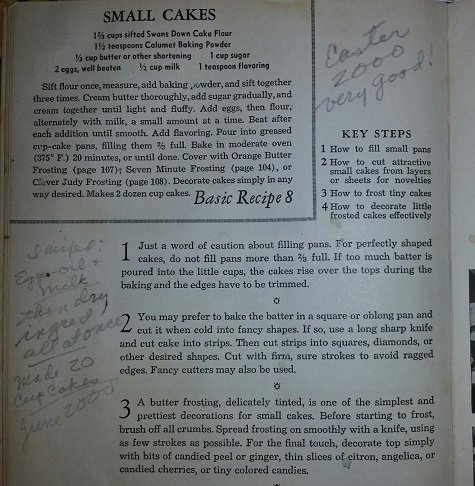 SMALL CAKES
1⅔ cups sifted Swans Down Cake Flour
1½ teaspoons Calumet Baking Powder
⅓ cup butter or other shortening 1 cup sugar
2 eggs, well beaten ½ cup milk 1 teaspoon flavoring
Sift flour once, measure, add baking powder, and sift together
three times. Cream butter thoroughly, add sugar gradually, and
cream together until light and fluffy. Add eggs, then flour,
alternately with milk, a small amount at a time. Beat after
each addition until smooth. Add flavoring. Pour into greased
cup-cake pans, filling them ⅔ full. Bake in moderate oven
(375° F.) 20 minutes, or until done. Cover with Orange Butter
Frosting (page 107); Seven Minute Frosting (page 104), or
Clever Judy Frosting (page 108). Decorate cakes simply in any
way desired. Makes 2 dozen cup cakes.
Basic Recipe 8
Easter
2000
very good!
KEY STEPS
1 How to fill small pans
2 How to cut attractive
small cakes from layers
or sheets for novelties
3 How to frost tiny cakes
4 How to decorate little
frosted cakes effectively
I mixed:
Egg-oil +
milk
then dry
ingred
all at once
Made 20
CupCakes
June 2000
1 Just a word of caution about filling pans. For perfectly shaped
cakes, do not fill pans more than ⅔ full. If too much batter is
poured into the little cups, the cakes rise over the tops during
baking and the edges have to be trimmed.
2 You may prefer to bake the batter in a square or oblong pan and
cut it when cold into fancy shapes. If so, use a long sharp knife
and cut cake into strips. Then cut strips into squares, diamonds, or
other desired shapes. Cut with firm, sure strokes to avoid ragged
edges. Fancy cutters may also be used.
3 A butter frosting, delicately tinted, is one of the simplest and
prettiest decorations for small cakes. Before starting to frost,
brush off all crumbs. Spread frosting on smoothly with a knife, using
as few strokes as possible. For the final touch, decorate top simply
with bits of candied peel or ginger, thin slices of citron, angelica, or
candied cherries, or tiny colored candies.